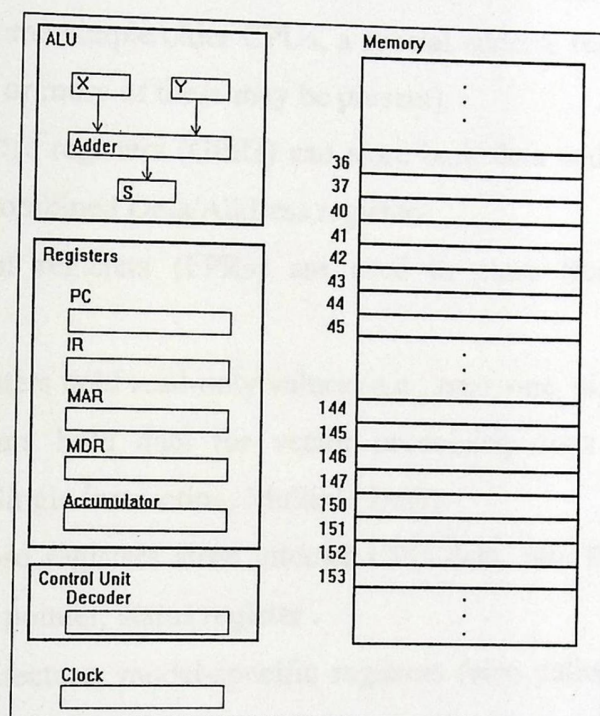 ALU
X
Y
Adder
S
Registers
PC
IR
MAR
MDR
Accumulator
Control Unit
Decoder
Clock
Memory
36
37
40
41
42
43
44
45
144
145
146
147
150
151
152
153